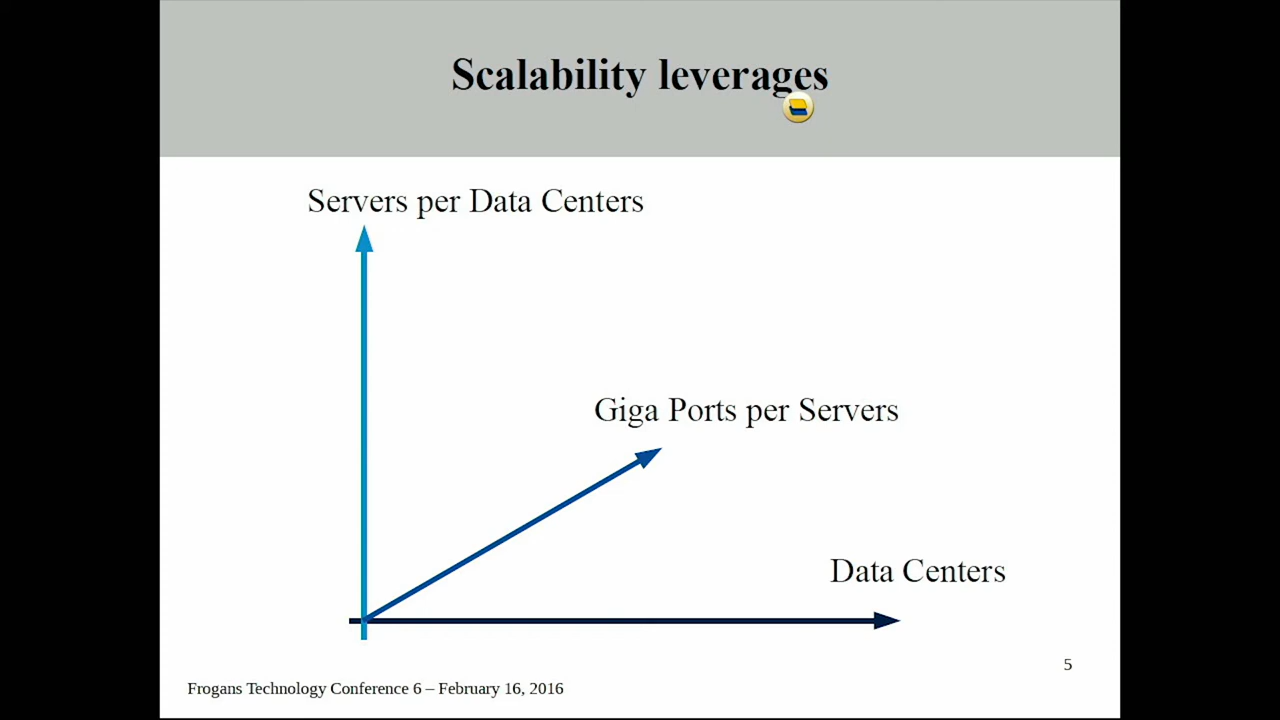 Scalability leverages
Servers per Data Centers
Giga Ports per Servers
Data Centers
5
Frogans Technology Conference 6 – February 16, 2016